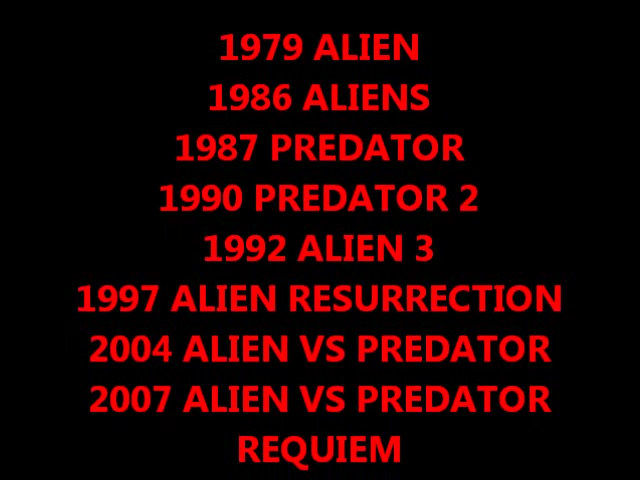 1979 ALIEN
1986 ALIENS
1987 PREDATOR
1990 PREDATOR 2
1992 ALIEN 3
1997 ALIEN RESURRECTION
2004 ALIEN VS PREDATOR
2007 ALIEN VS PREDATOR
REQUIEM